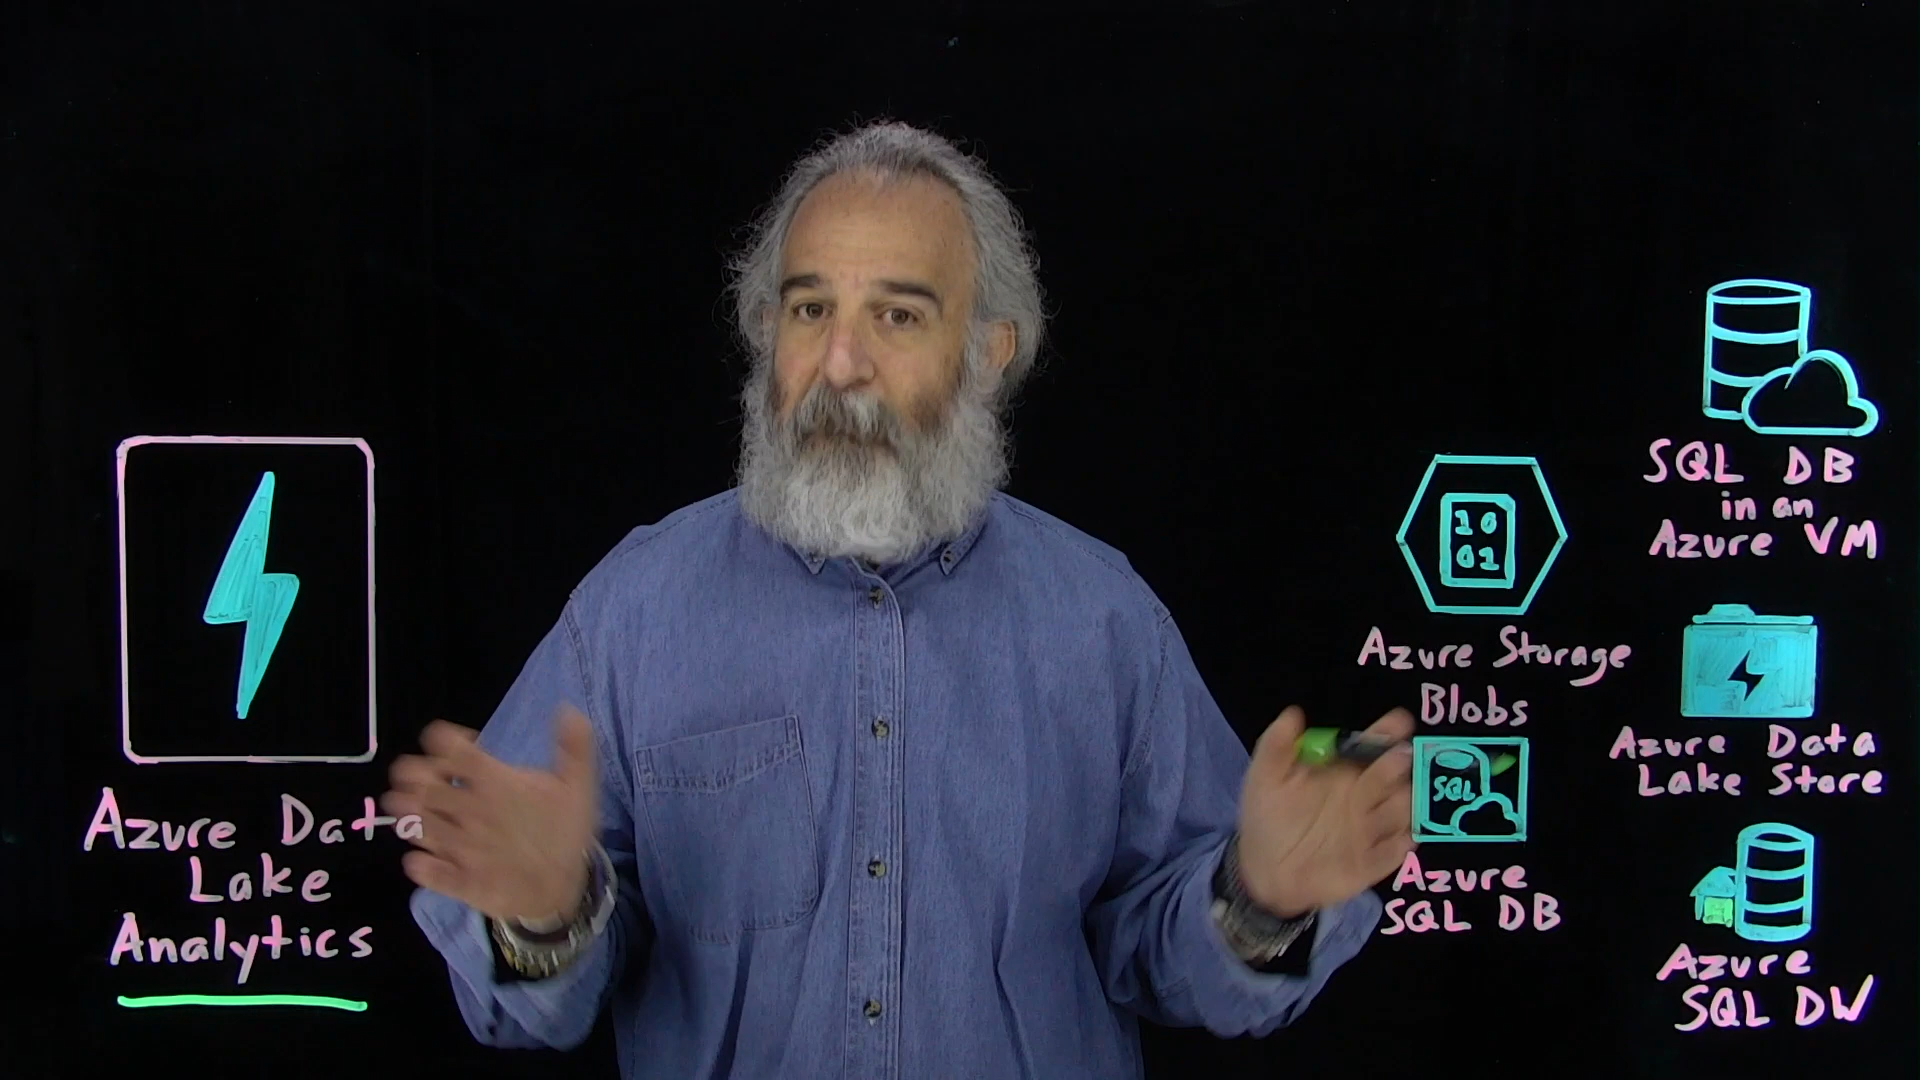 Azure Data
Lake
Analytics
10
01
Azure Storage
Blobs
SQL
Azure
SQL DB
SQL DB
in an
Azure VM
Azure Data
Lake Store
Azure
SQL DW